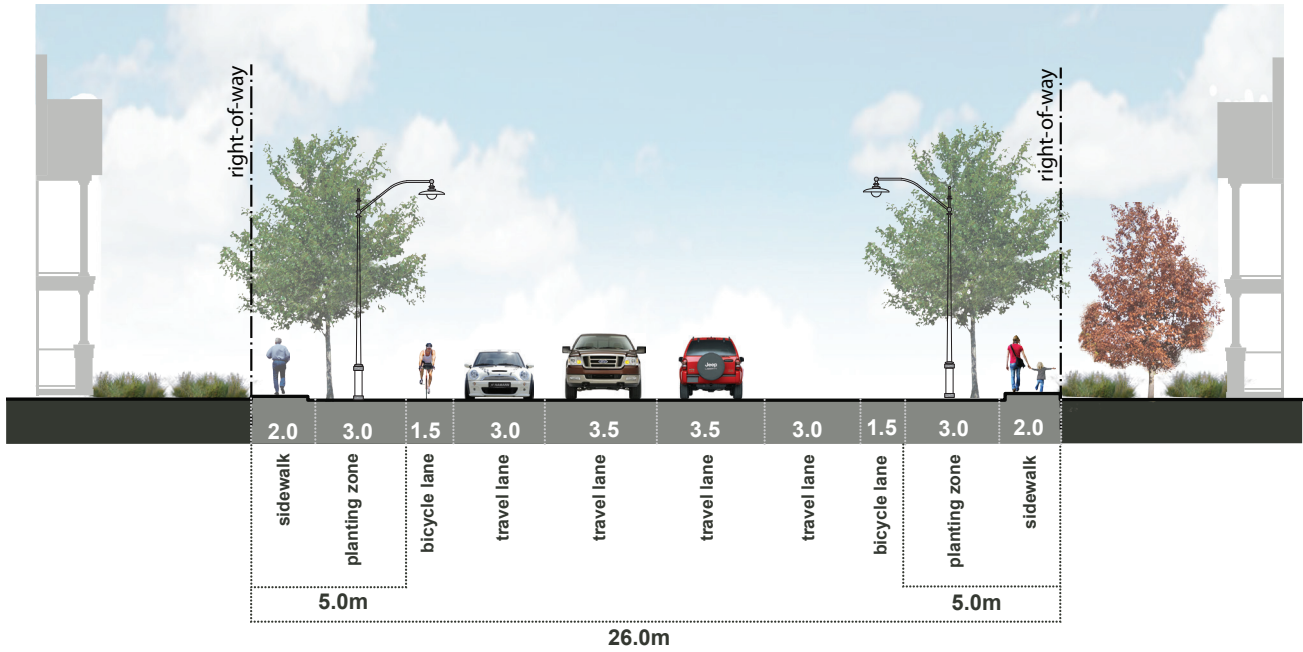 right-of-way
right-of-way
Jeep
2.0 3.0 1.5 3.0 3.5 3.5 3.0 1.5 3.0 2.0
sidewalk
planting zone
bicycle lane
travel lane
travel lane
travel lane
travel lane
bicycle lane
planting zone
sidewalk
5.0m
5.0m
26.0m